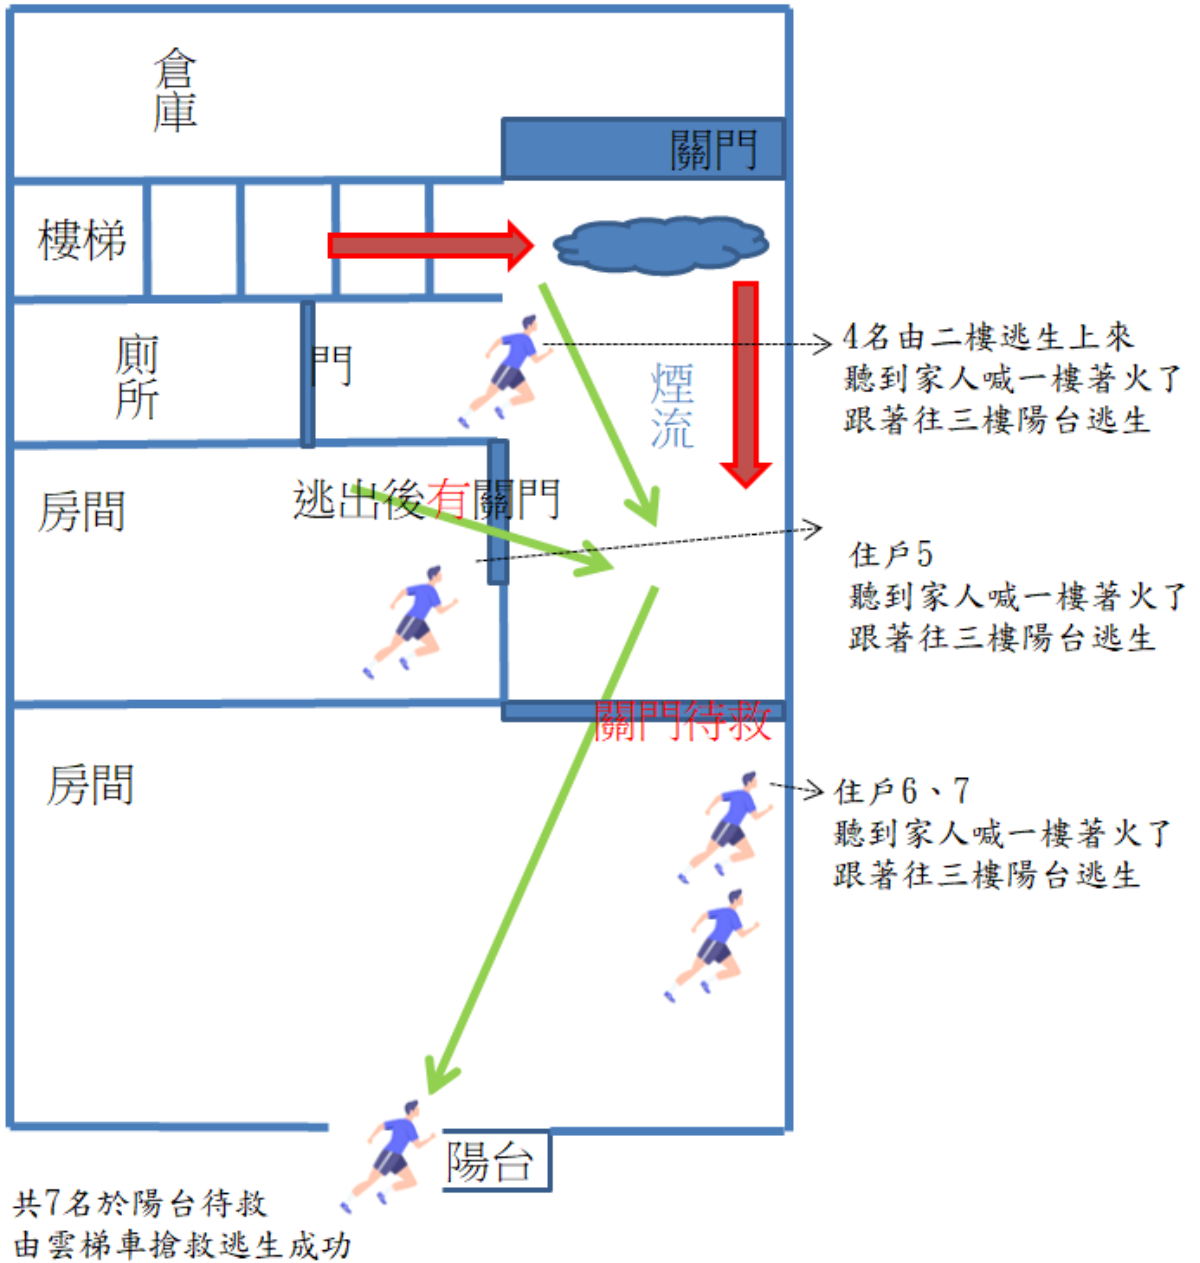 倉庫
關門
樓梯
廁所
門
煙流
4名由二樓逃生上來
聽到家人喊一樓著火了
跟著往三樓陽台逃生
房間
逃出後有關門
住戶5
聽到家人喊一樓著火了
跟著往三樓陽台逃生
關門待救
房間
住戶6、7
聽到家人喊一樓著火了
跟著往三樓陽台逃生
陽台
共7名於陽台待救
由雲梯車搶救逃生成功